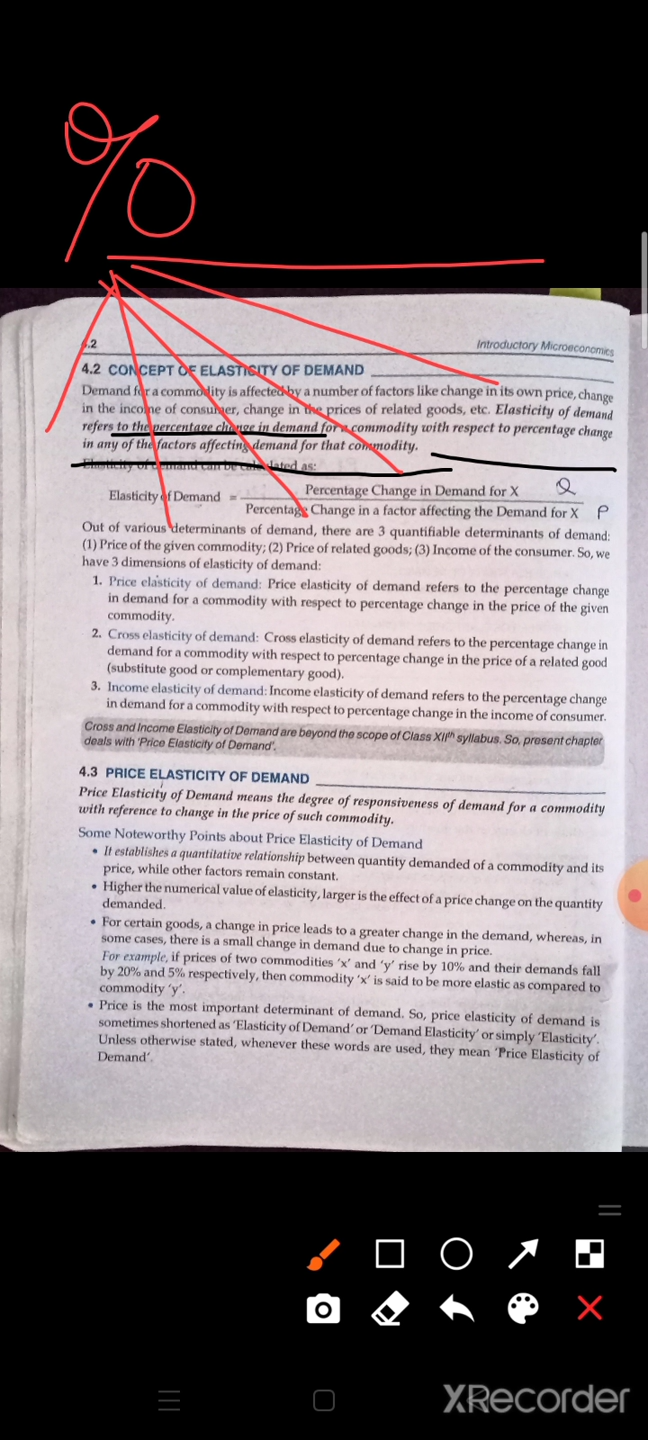 %
4.2
Introductory Microeconomics
4.2 CONCEPT OF ELASTICITY OF DEMAND
Demand for a commodity is affected by a number of factors like change in its own price, change
in the income of consumer, change in the prices of related goods, etc. Elasticity of demand
refers to the percentage change in demand for a commodity with respect to percentage change
in any of the factors affecting demand for that commodity.
Elasticity of demand can be calculated as:
Percentage Change in Demand for X Q
Elasticity of Demand =
Percentage Change in a factor affecting the Demand for X P
Out of various determinants of demand, there are 3 quantifiable determinants of demand:
(1) Price of the given commodity; (2) Price of related goods; (3) Income of the consumer. So, we
have 3 dimensions of elasticity of demand:
1. Price elasticity of demand: Price elasticity of demand refers to the percentage change
in demand for a commodity with respect to percentage change in the price of the given
commodity.
2. Cross elasticity of demand: Cross elasticity of demand refers to the percentage change in
demand for a commodity with respect to percentage change in the price of a related good
(substitute good or complementary good).
3. Income elasticity of demand: Income elasticity of demand refers to the percentage change
in demand for a commodity with respect to percentage change in the income of consumer.
Cross and Income Elasticity of Demand are beyond the scope of Class XIIth syllabus. So, present chapter
deals with 'Price Elasticity of Demand'.
4.3 PRICE ELASTICITY OF DEMAND
Price Elasticity of Demand means the degree of responsiveness of demand for a commodity
with reference to change in the price of such commodity.
Some Noteworthy Points about Price Elasticity of Demand
• It establishes a quantitative relationship between quantity demanded of a commodity and its
price, while other factors remain constant.
• Higher the numerical value of elasticity, larger is the effect of a price change on the quantity
demanded.
• For certain goods, a change in price leads to a greater change in the demand, whereas, in
some cases, there is a small change in demand due to change in price.
For example, if prices of two commodities 'x' and 'y' rise by 10% and their demands fall
by 20% and 5% respectively, then commodity 'x' is said to be more elastic as compared to
commodity 'y'.
• Price is the most important determinant of demand. So, price elasticity of demand is
sometimes shortened as 'Elasticity of Demand' or 'Demand Elasticity' or simply 'Elasticity'.
Unless otherwise stated, whenever these words are used, they mean 'Price Elasticity of
Demand'.
XRecorder